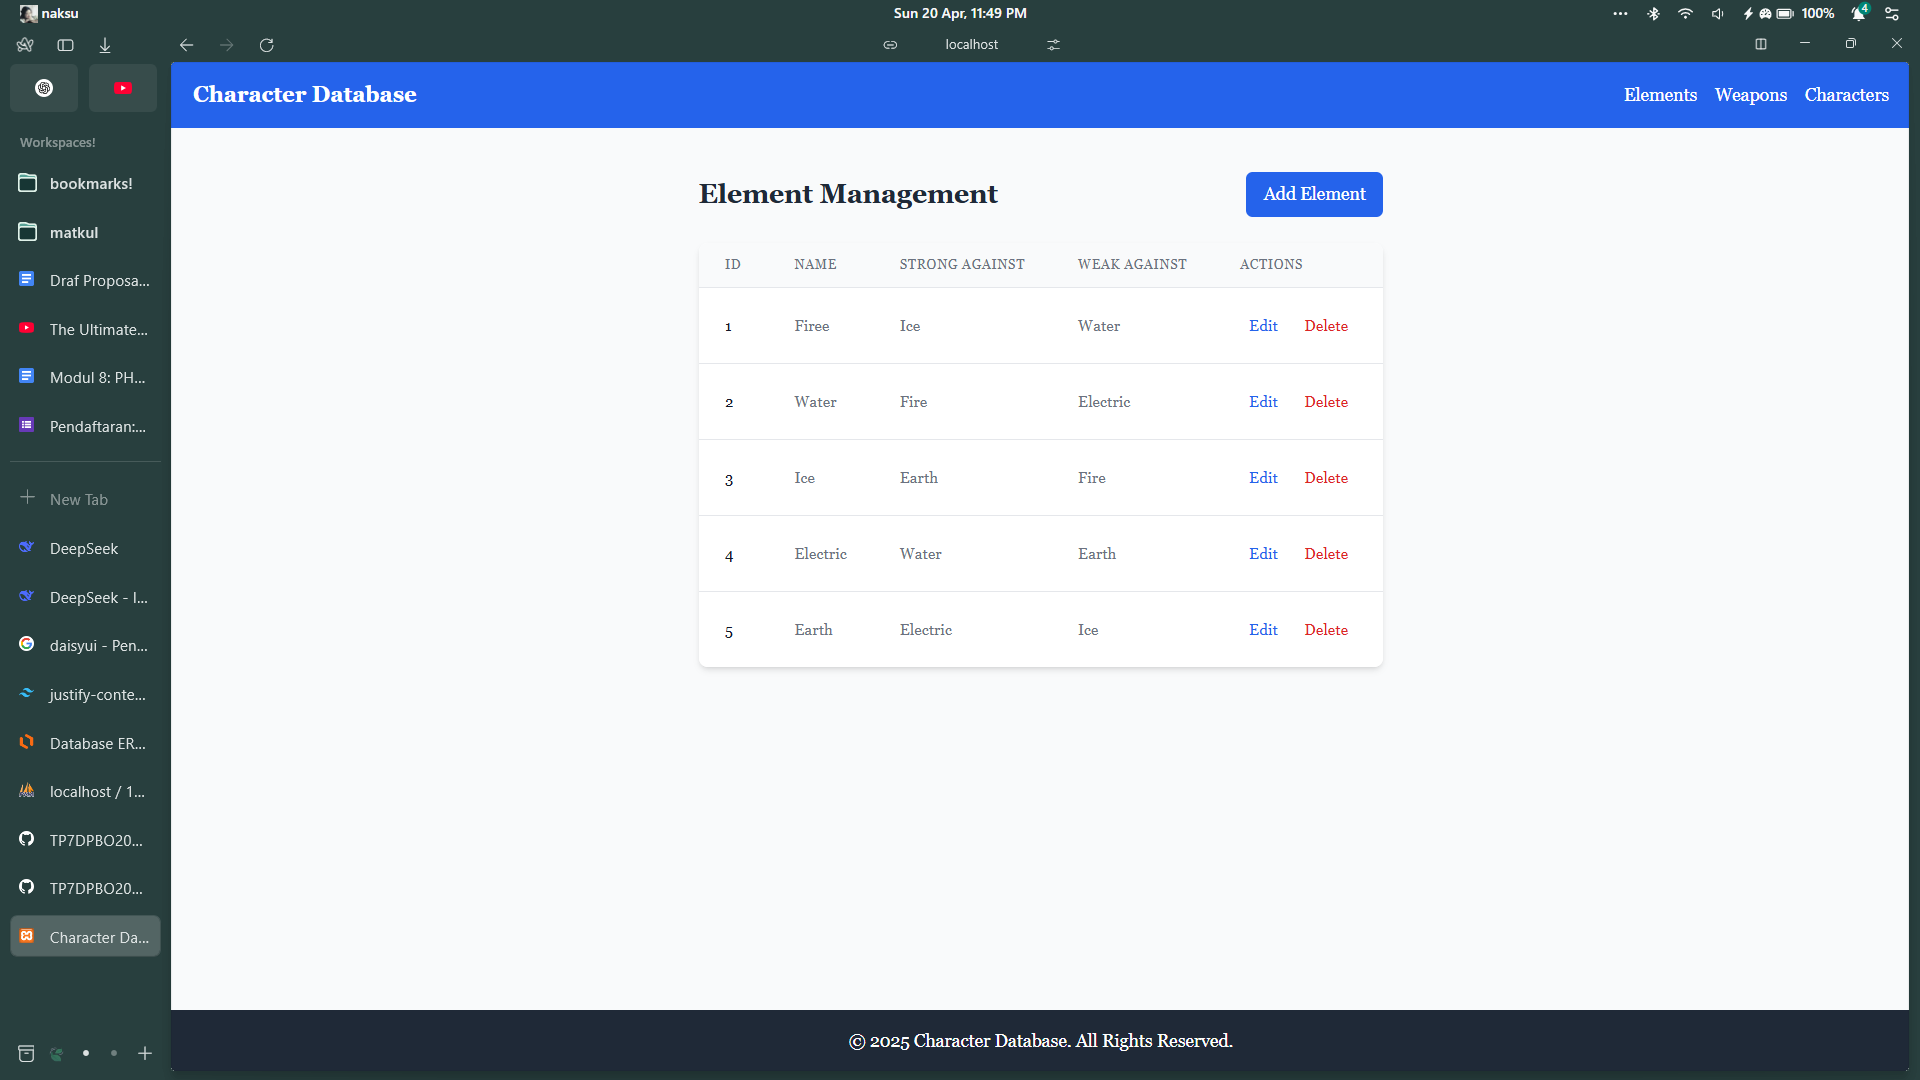 naksu
Sun 20 Apr, 11:49 PM
100%
4
localhost
Workspaces!
bookmarks!
matkul
Draf Proposa...
The Ultimate...
Modul 8: PH...
Pendaftaran:...
New Tab
DeepSeek
DeepSeek - I...
daisyui - Pen...
justify-conte...
Database ER...
localhost / 1...
TP7DPBO20...
TP7DPBO20...
Character Da...
Character Database
Elements Weapons Characters
Element Management
Add Element
ID NAME STRONG AGAINST WEAK AGAINST ACTIONS
1 Firee Ice Water Edit Delete
2 Water Fire Electric Edit Delete
3 Ice Earth Fire Edit Delete
4 Electric Water Earth Edit Delete
5 Earth Electric Ice Edit Delete
© 2025 Character Database. All Rights Reserved.